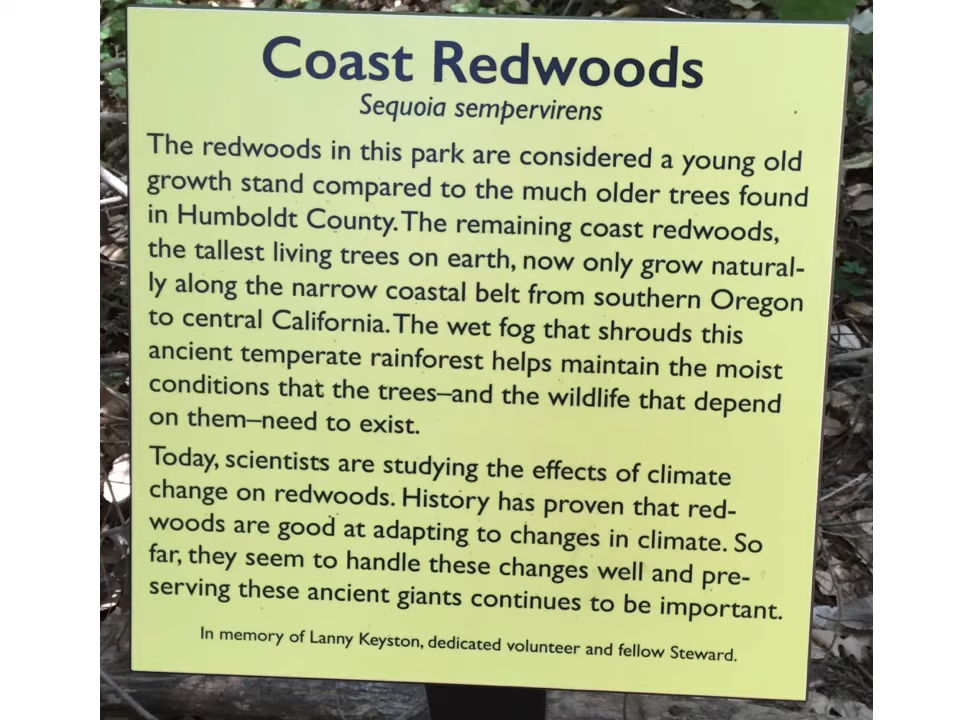 Coast Redwoods
Sequoia sempervirens
The redwoods in this park are considered a young old
growth stand compared to the much older trees found
in Humboldt County. The remaining coast redwoods,
the tallest living trees on earth, now only grow natural-
ly along the narrow coastal belt from southern Oregon
to central California. The wet fog that shrouds this
ancient temperate rainforest helps maintain the moist
conditions that the trees–and the wildlife that depend
on them–need to exist.
Today, scientists are studying the effects of climate
change on redwoods. History has proven that red-
woods are good at adapting to changes in climate. So
far, they seem to handle these changes well and pre-
serving these ancient giants continues to be important.
In memory of Lanny Keyston, dedicated volunteer and fellow Steward.